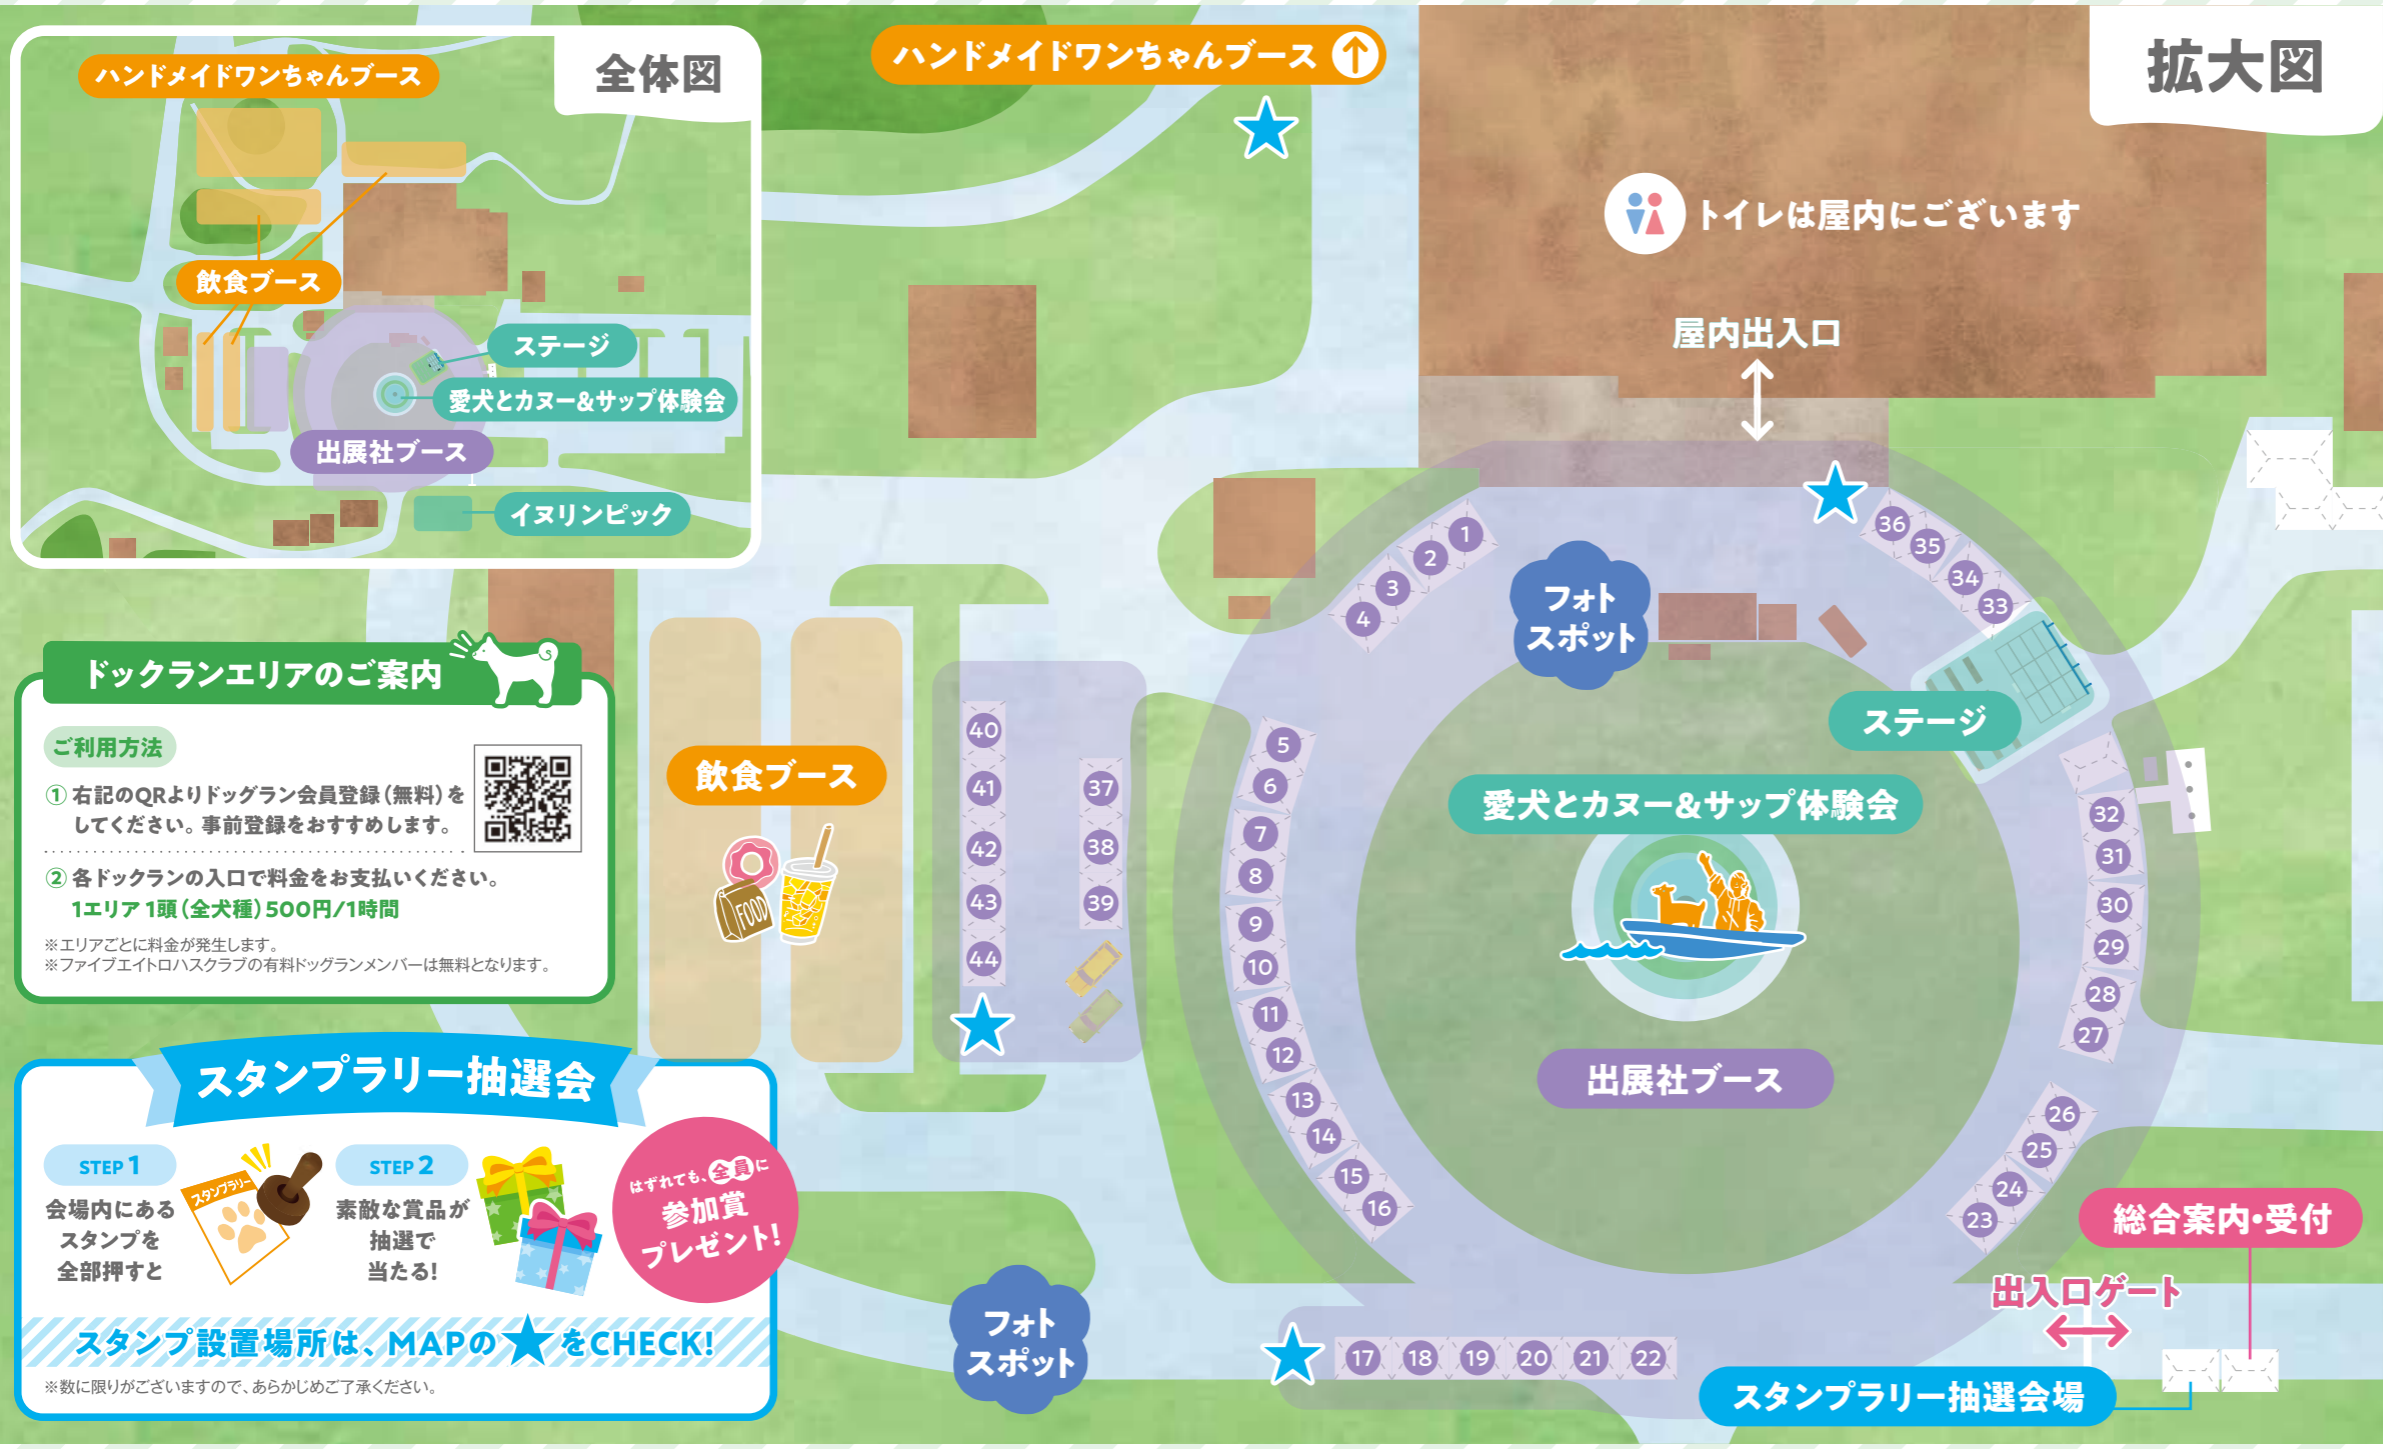 ハンドメイドワンちゃんブース
全体図
飲食ブース
ステージ
愛犬とカヌー&サップ体験会
出展社ブース
イヌリンピック
ハンドメイドワンちゃんブース
拡大図
トイレは屋内にございます
屋内出入口
1
2
3
4
36
35
34
33
フォト
スポット
ステージ
愛犬とカヌー&サップ体験会
出展社ブース
飲食ブース
FOOD
40
41
42
43
44
37
38
39
5
6
7
8
9
10
11
12
13
14
15
16
32
31
30
29
28
27
26
25
24
23
総合案内・受付
出入口ゲート
フォト
スポット
17
18
19
20
21
22
スタンプラリー抽選会場
ドックランエリアのご案内
ご利用方法
① 右記のQRよりドッグラン会員登録(無料)を
してください。事前登録をおすすめします。
② 各ドックランの入口で料金をお支払いください。
1エリア 1頭(全犬種)500円/1時間
※エリアごとに料金が発生します。
※ファイブエイトロハスクラブの有料ドッグランメンバーは無料となります。
スタンプラリー抽選会
STEP 1
会場内にある
スタンプを
全部押すと
スタンプラリー
STEP 2
素敵な賞品が
抽選で
当たる!
はずれても、全員に
参加賞
プレゼント!
スタンプ設置場所は、MAPの★をCHECK!
※数に限りがございますので、あらかじめご了承ください。